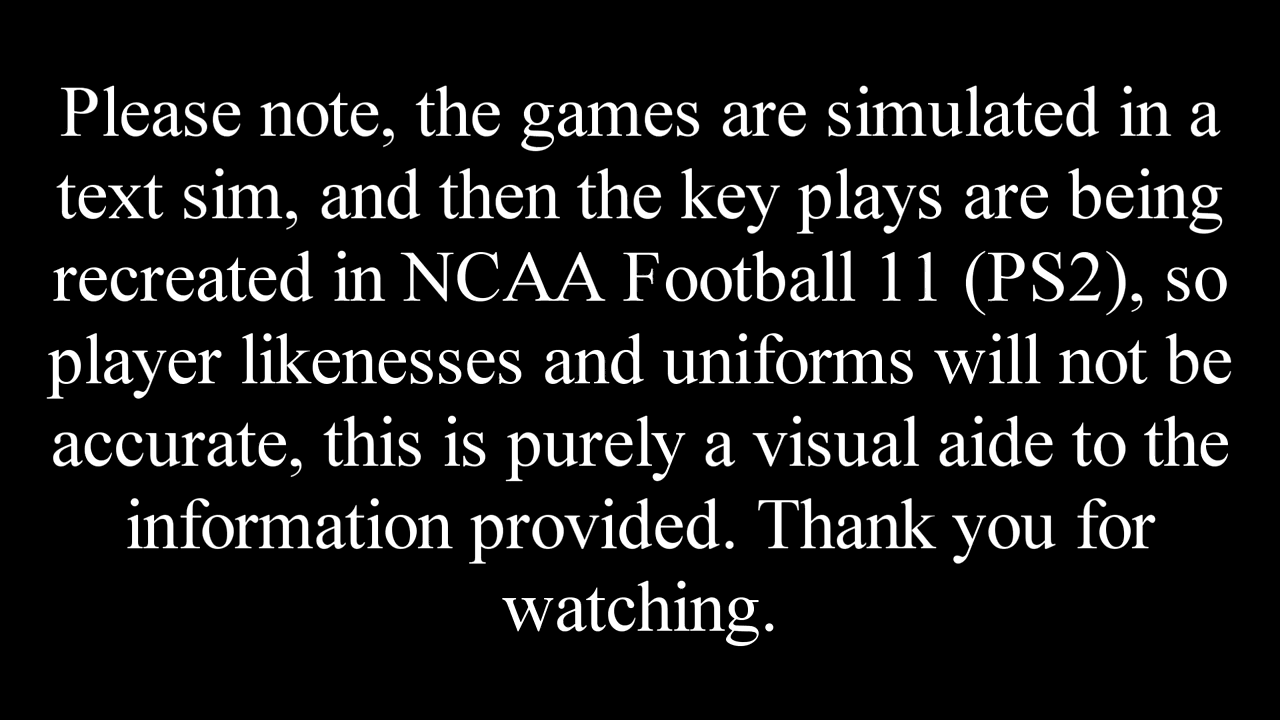 Please note, the games are simulated in a
text sim, and then the key plays are being
recreated in NCAA Football 11 (PS2), so
player likenesses and uniforms will not be
accurate, this is purely a visual aide to the
information provided. Thank you for
watching.